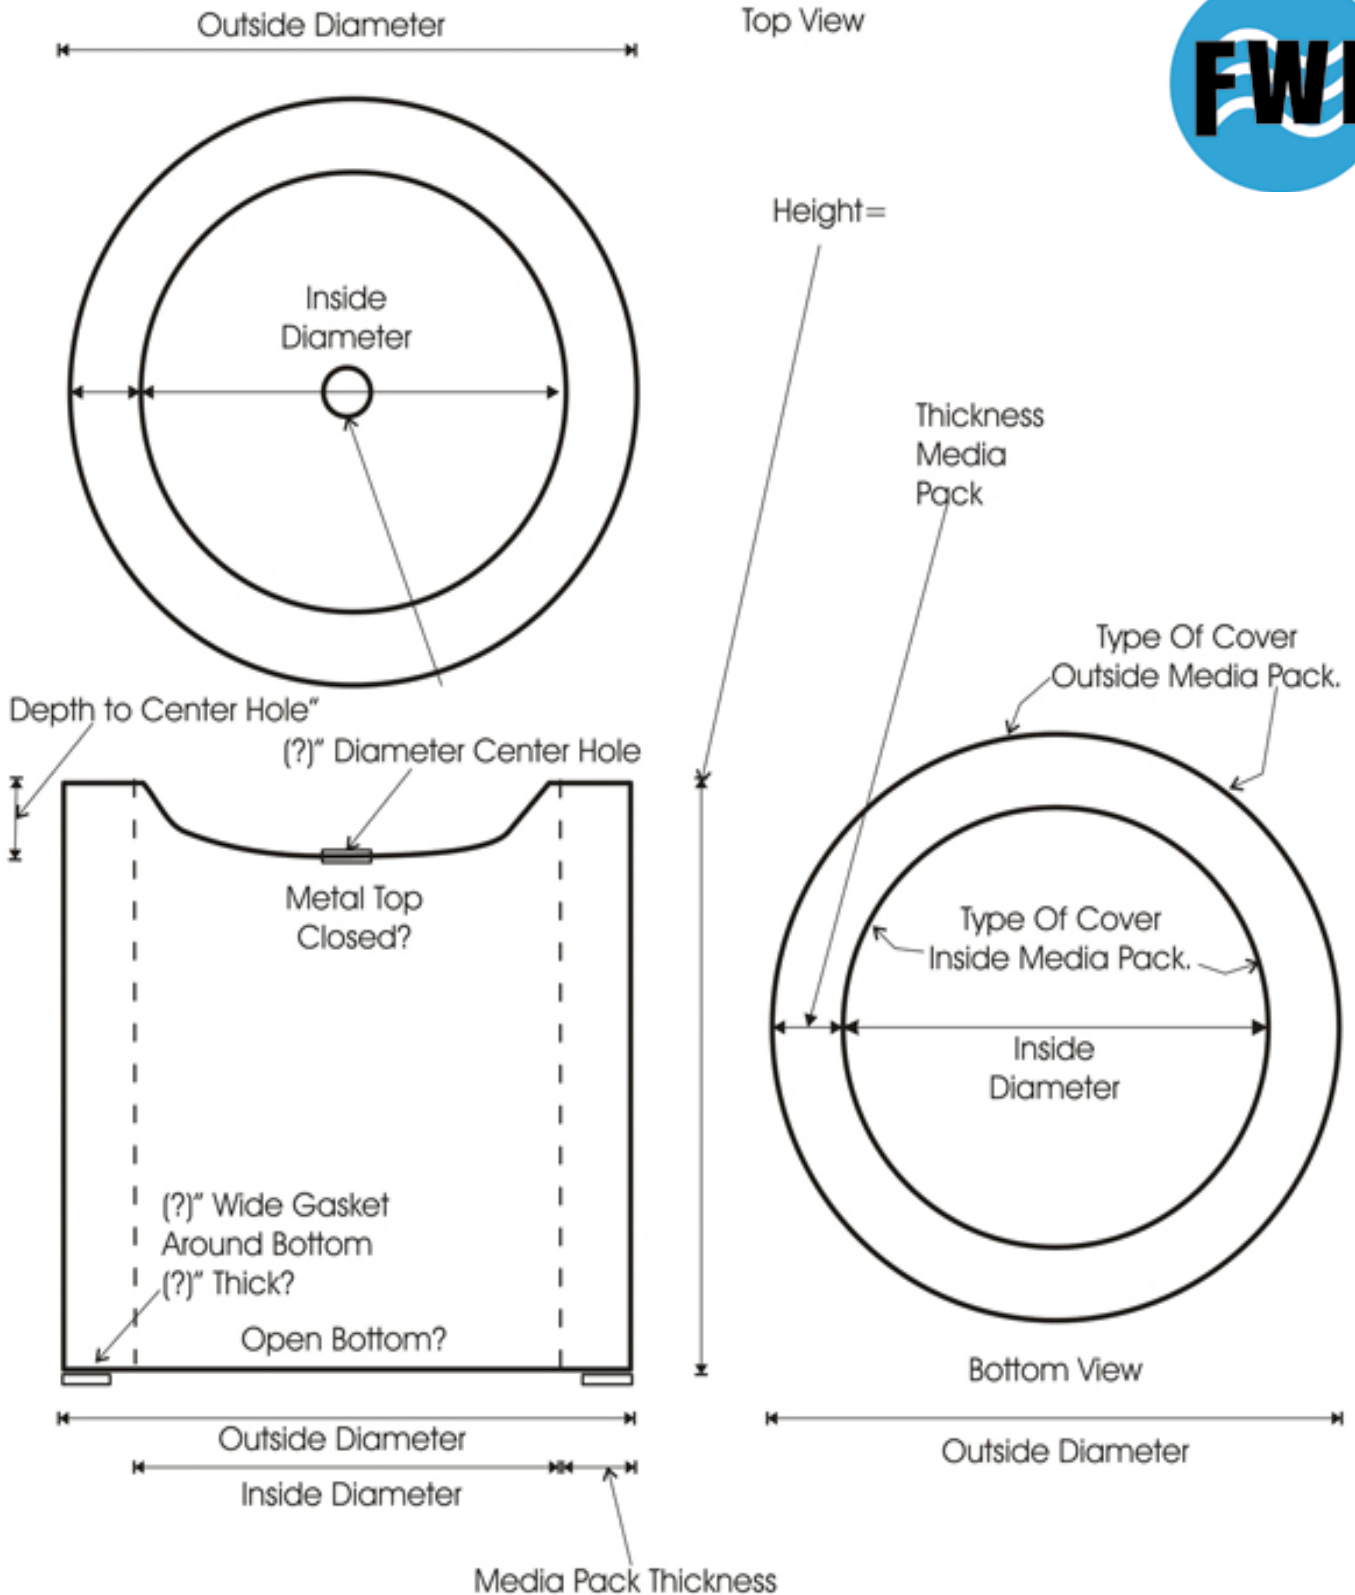 Outside Diameter
Top View
FW
Height=
Inside
Diameter
Thickness
Media
Pack
Type Of Cover
Outside Media Pack.
Depth to Center Hole"
(?)" Diameter Center Hole
Metal Top
Closed?
Type Of Cover
Inside Media Pack.
Inside
Diameter
(?)" Wide Gasket
Around Bottom
(?)" Thick?
Open Bottom?
Bottom View
Outside Diameter
Outside Diameter
Inside Diameter
Media Pack Thickness